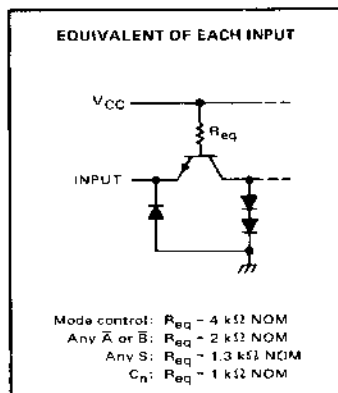 EQUIVALENT OF EACH INPUT
VCC
Req
INPUT
Mode control: Req - 4 kΩ NOM
Any A̅ or B̅: Req - 2 kΩ NOM
Any S: Req - 1.3 kΩ NOM
Cn: Req - 1 kΩ NOM